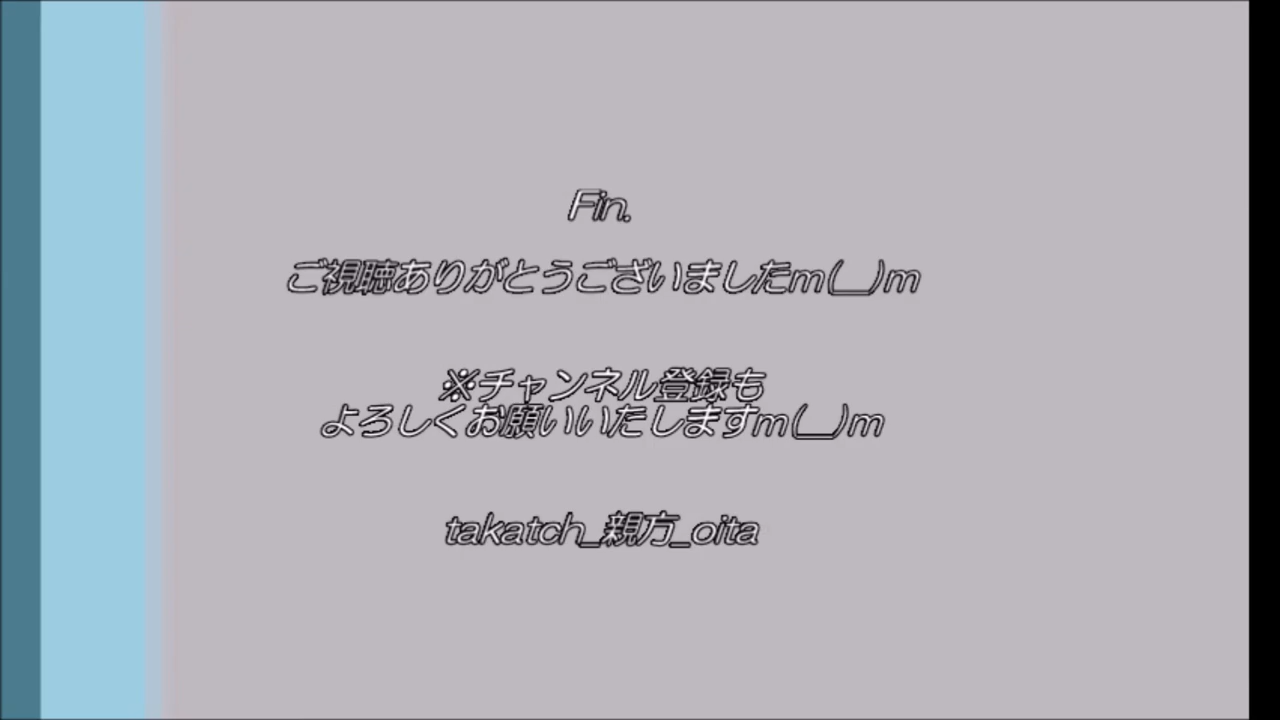 Fin.
ご視聴ありがとうございましたm(__)m
※チャンネル登録も
よろしくお願いいたしますm(__)m
takatch_親方_oita